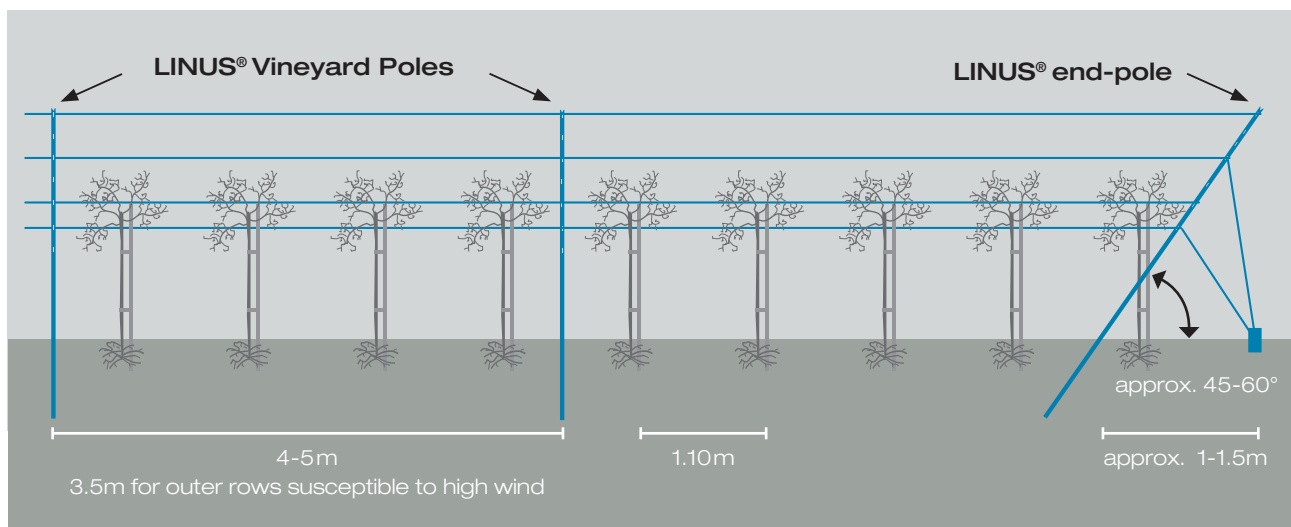 LINUS® Vineyard Poles
LINUS® end-pole
approx. 45-60°
4-5m
1.10m
approx. 1-1.5m
3.5m for outer rows susceptible to high wind